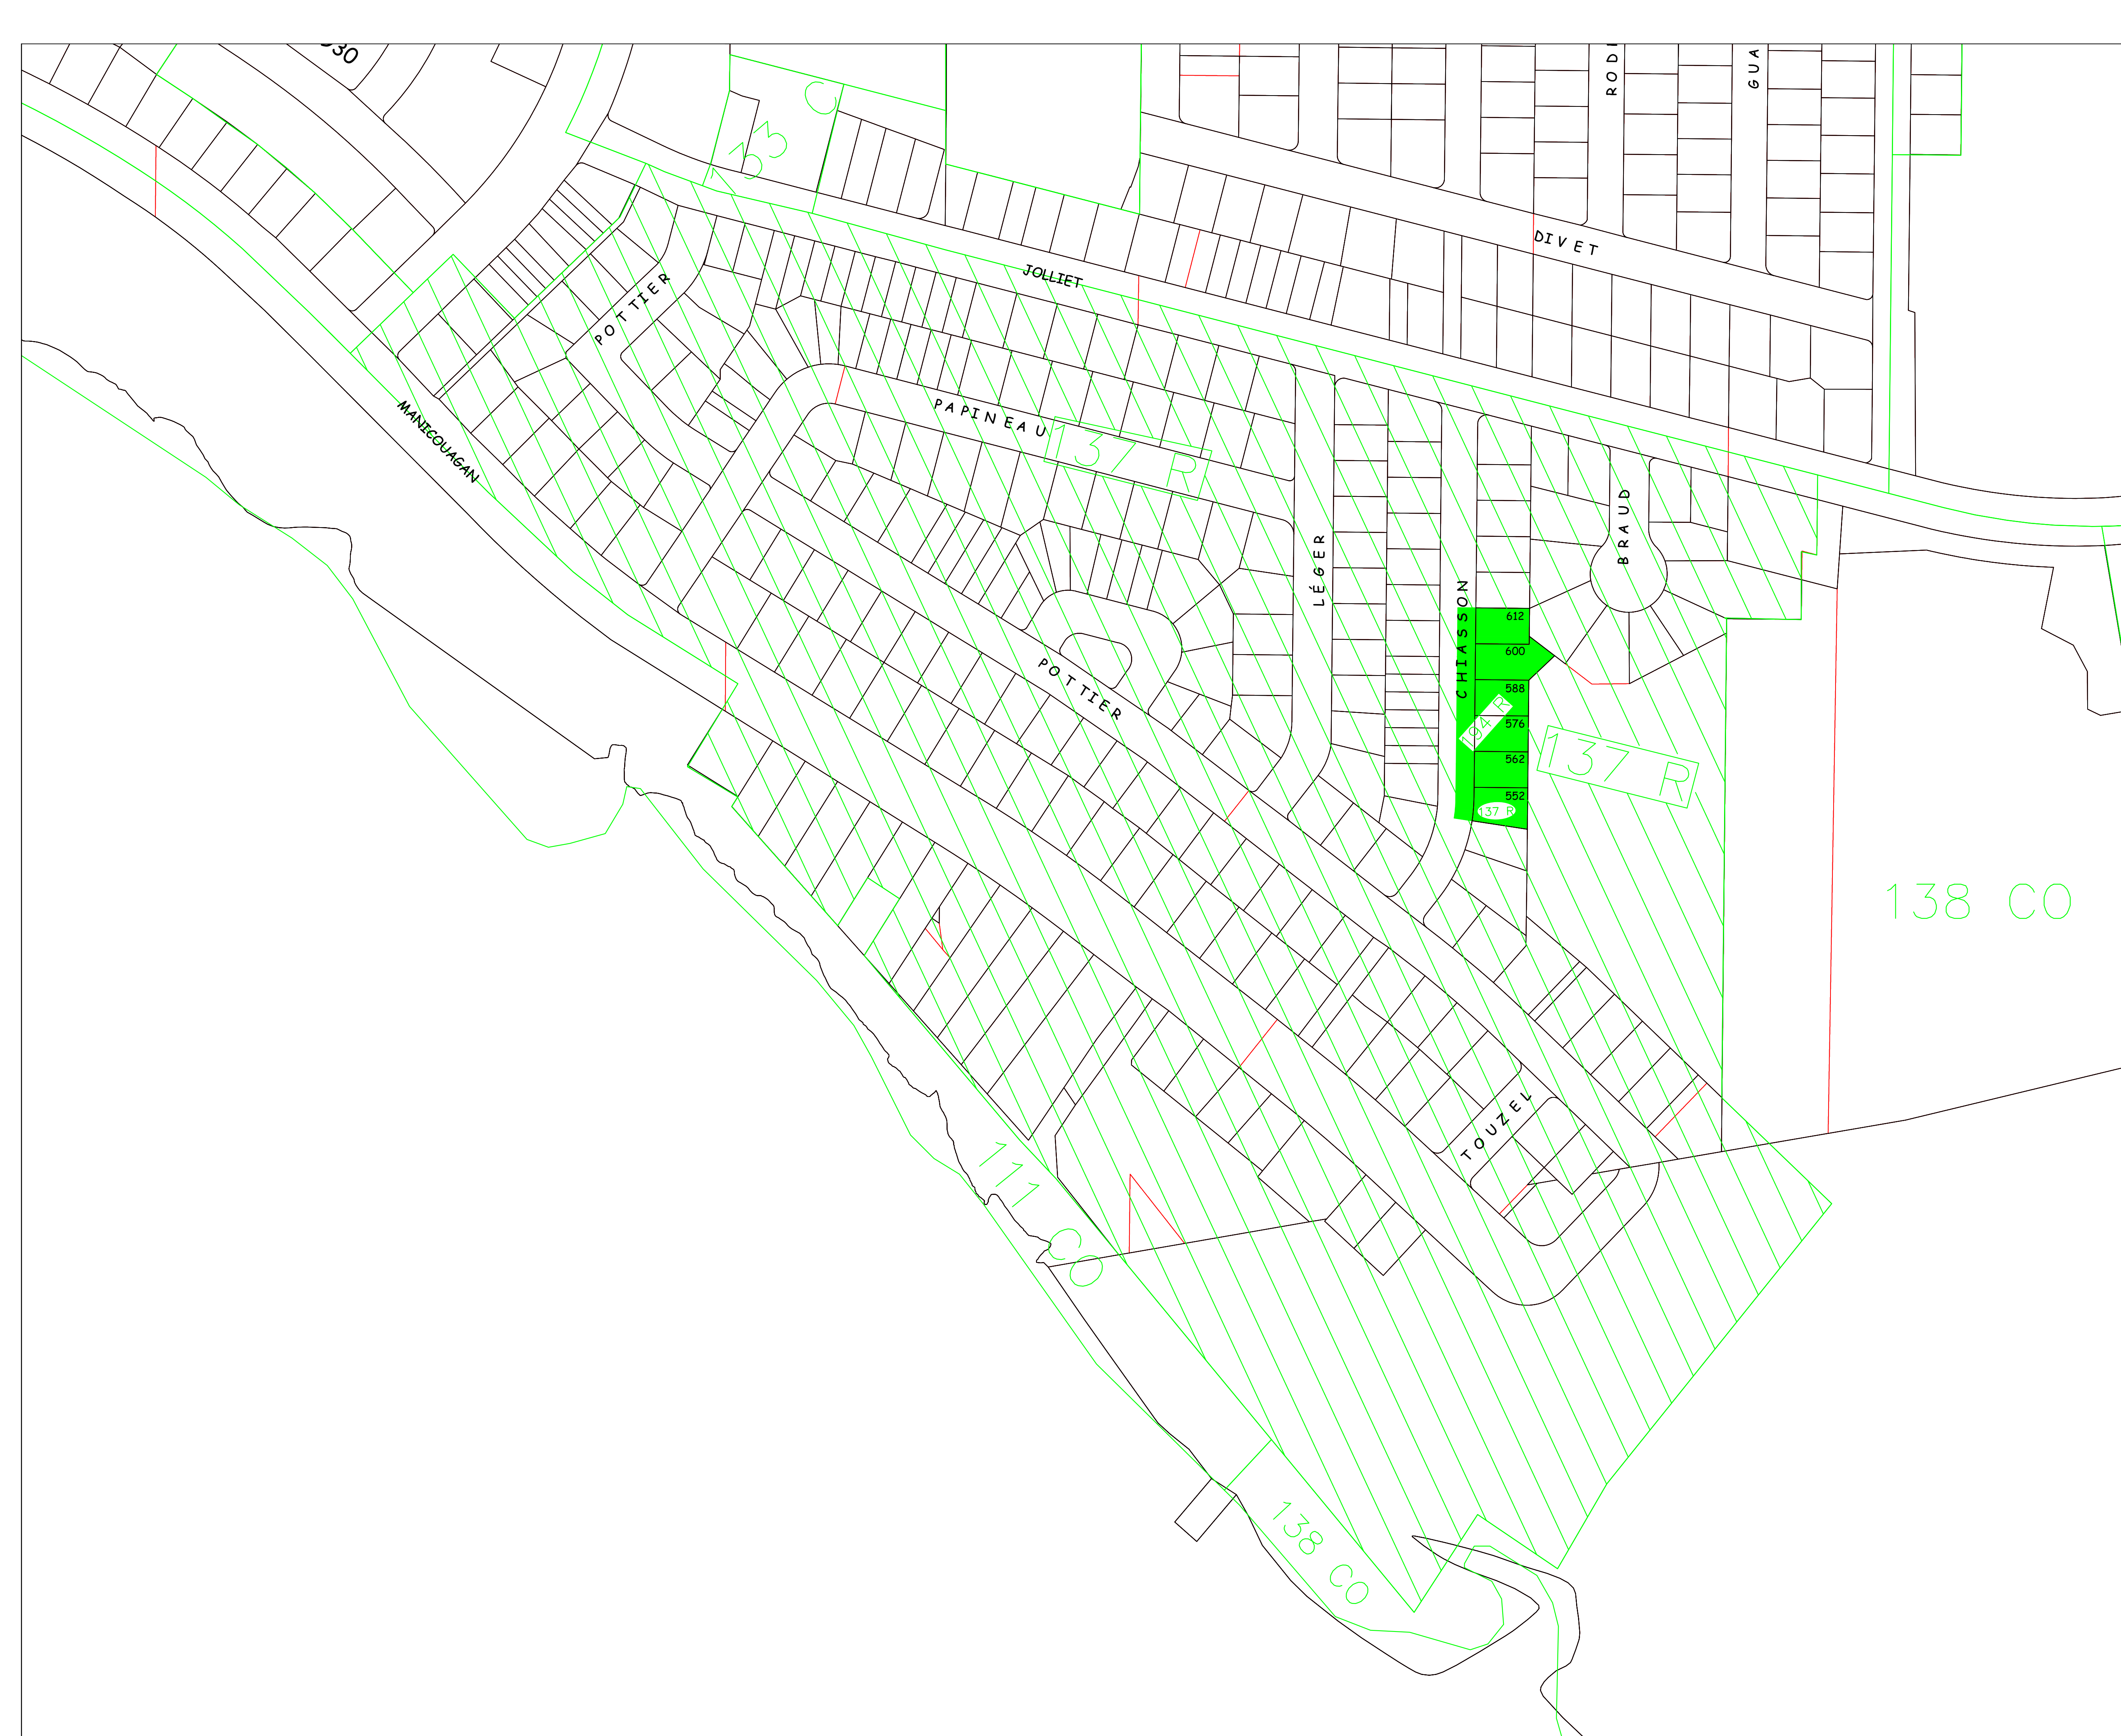 RODI
GUA
33 C
DIVET
JOLLIET
POTTIER
PAPINEAU
137 R
MANICOUAGAN
BRAUD
LÉGER
CHIASSON
612
600
588
194 R
576
562
552
137 R
137 R
POTTIER
138 CO
TOUZEL
111 CO
138 CO